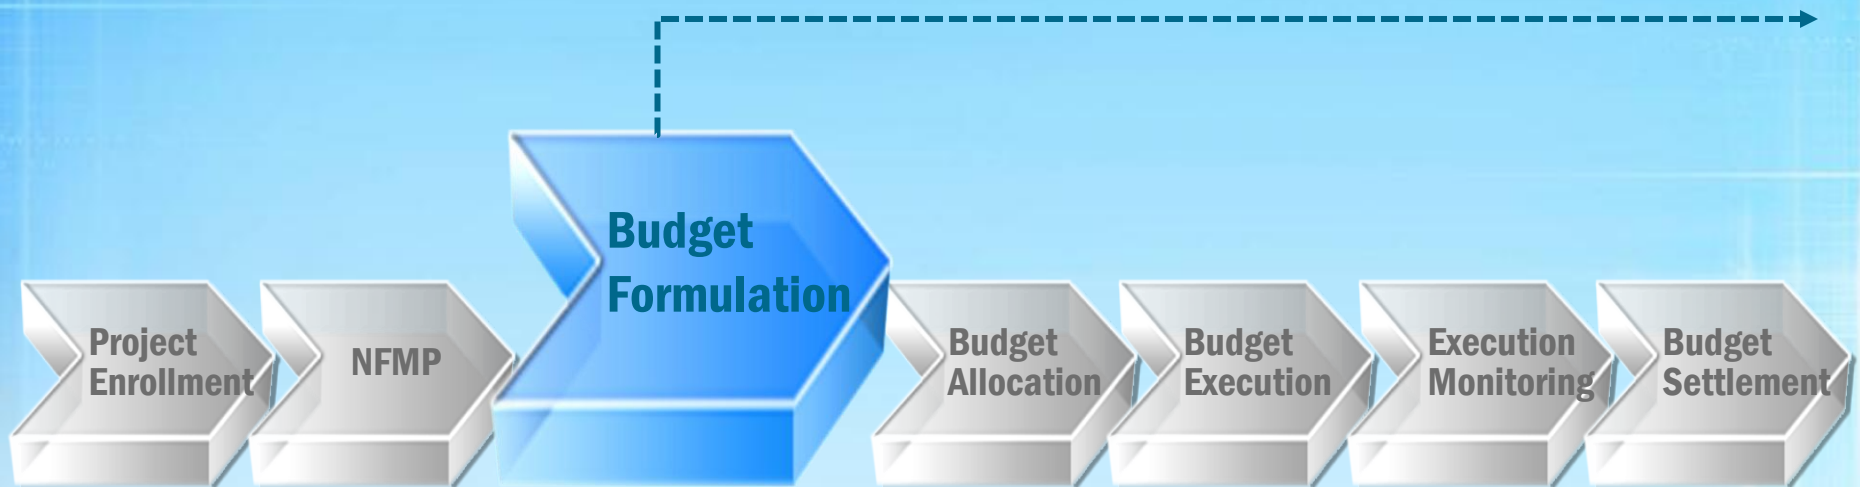 Project
Enrollment
NFMP
Budget
Formulation
Budget
Allocation
Budget
Execution
Execution
Monitoring
Budget
Settlement